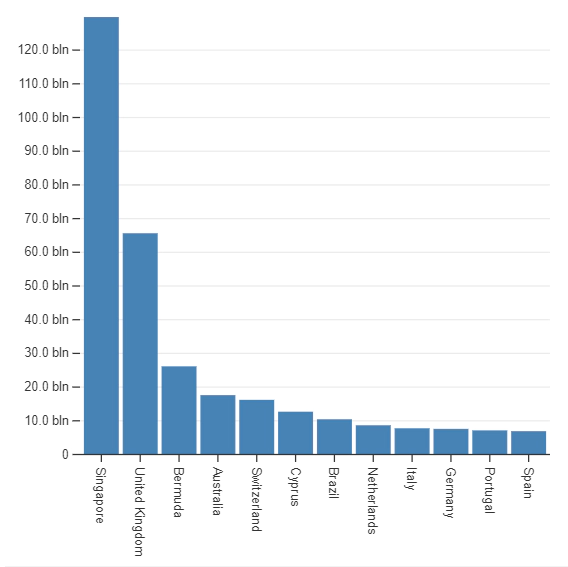 120.0 bln
110.0 bln
100.0 bln
90.0 bln
80.0 bln
70.0 bln
60.0 bln
50.0 bln
40.0 bln
30.0 bln
20.0 bln
10.0 bln
0
Singapore
United Kingdom
Bermuda
Australia
Switzerland
Cyprus
Brazil
Netherlands
Italy
Germany
Portugal
Spain